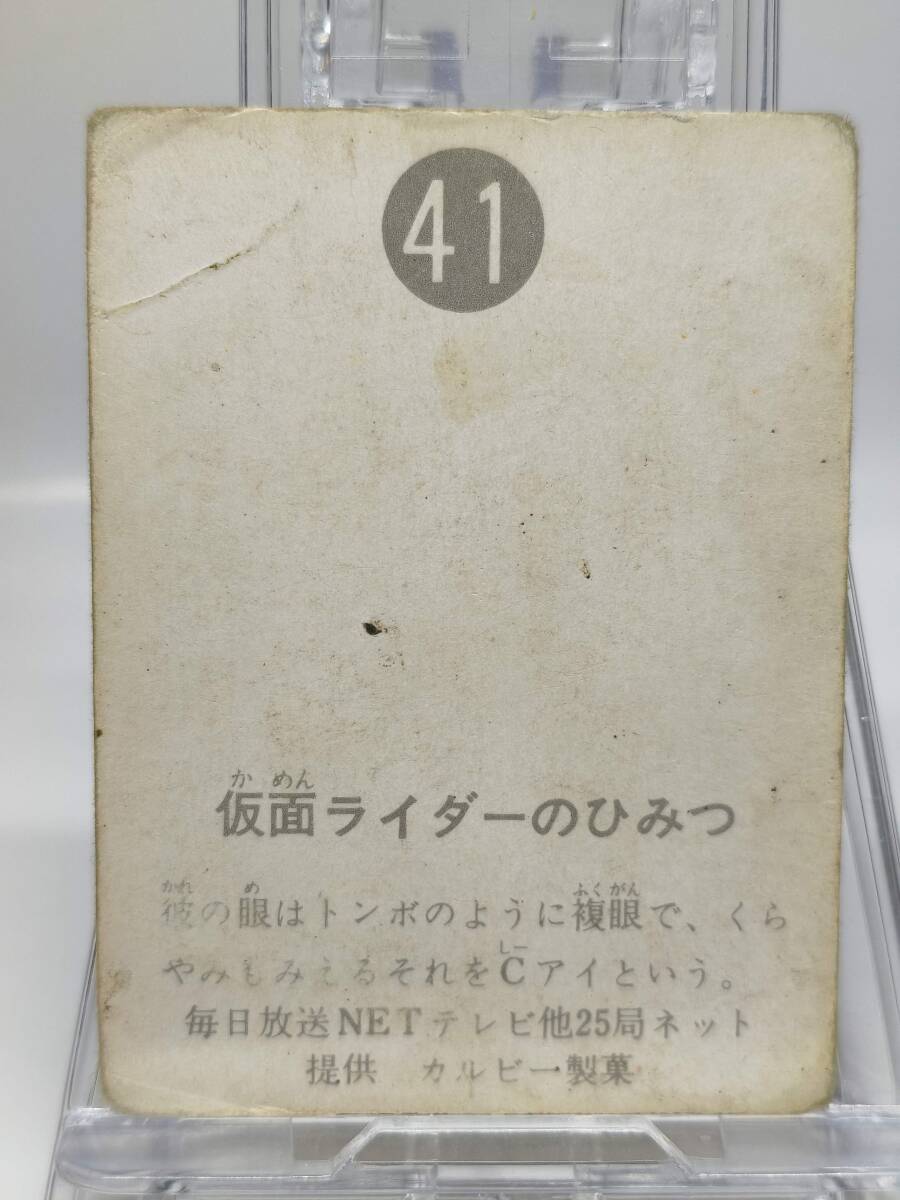 41
かめん
仮面ライダーのひみつ
かれ め ふくがん
彼の眼はトンボのように複眼で、くら
しー
やみもみえるそれをCアイという。
毎日放送NETテレビ他25局ネット
提供 カルビー製菓